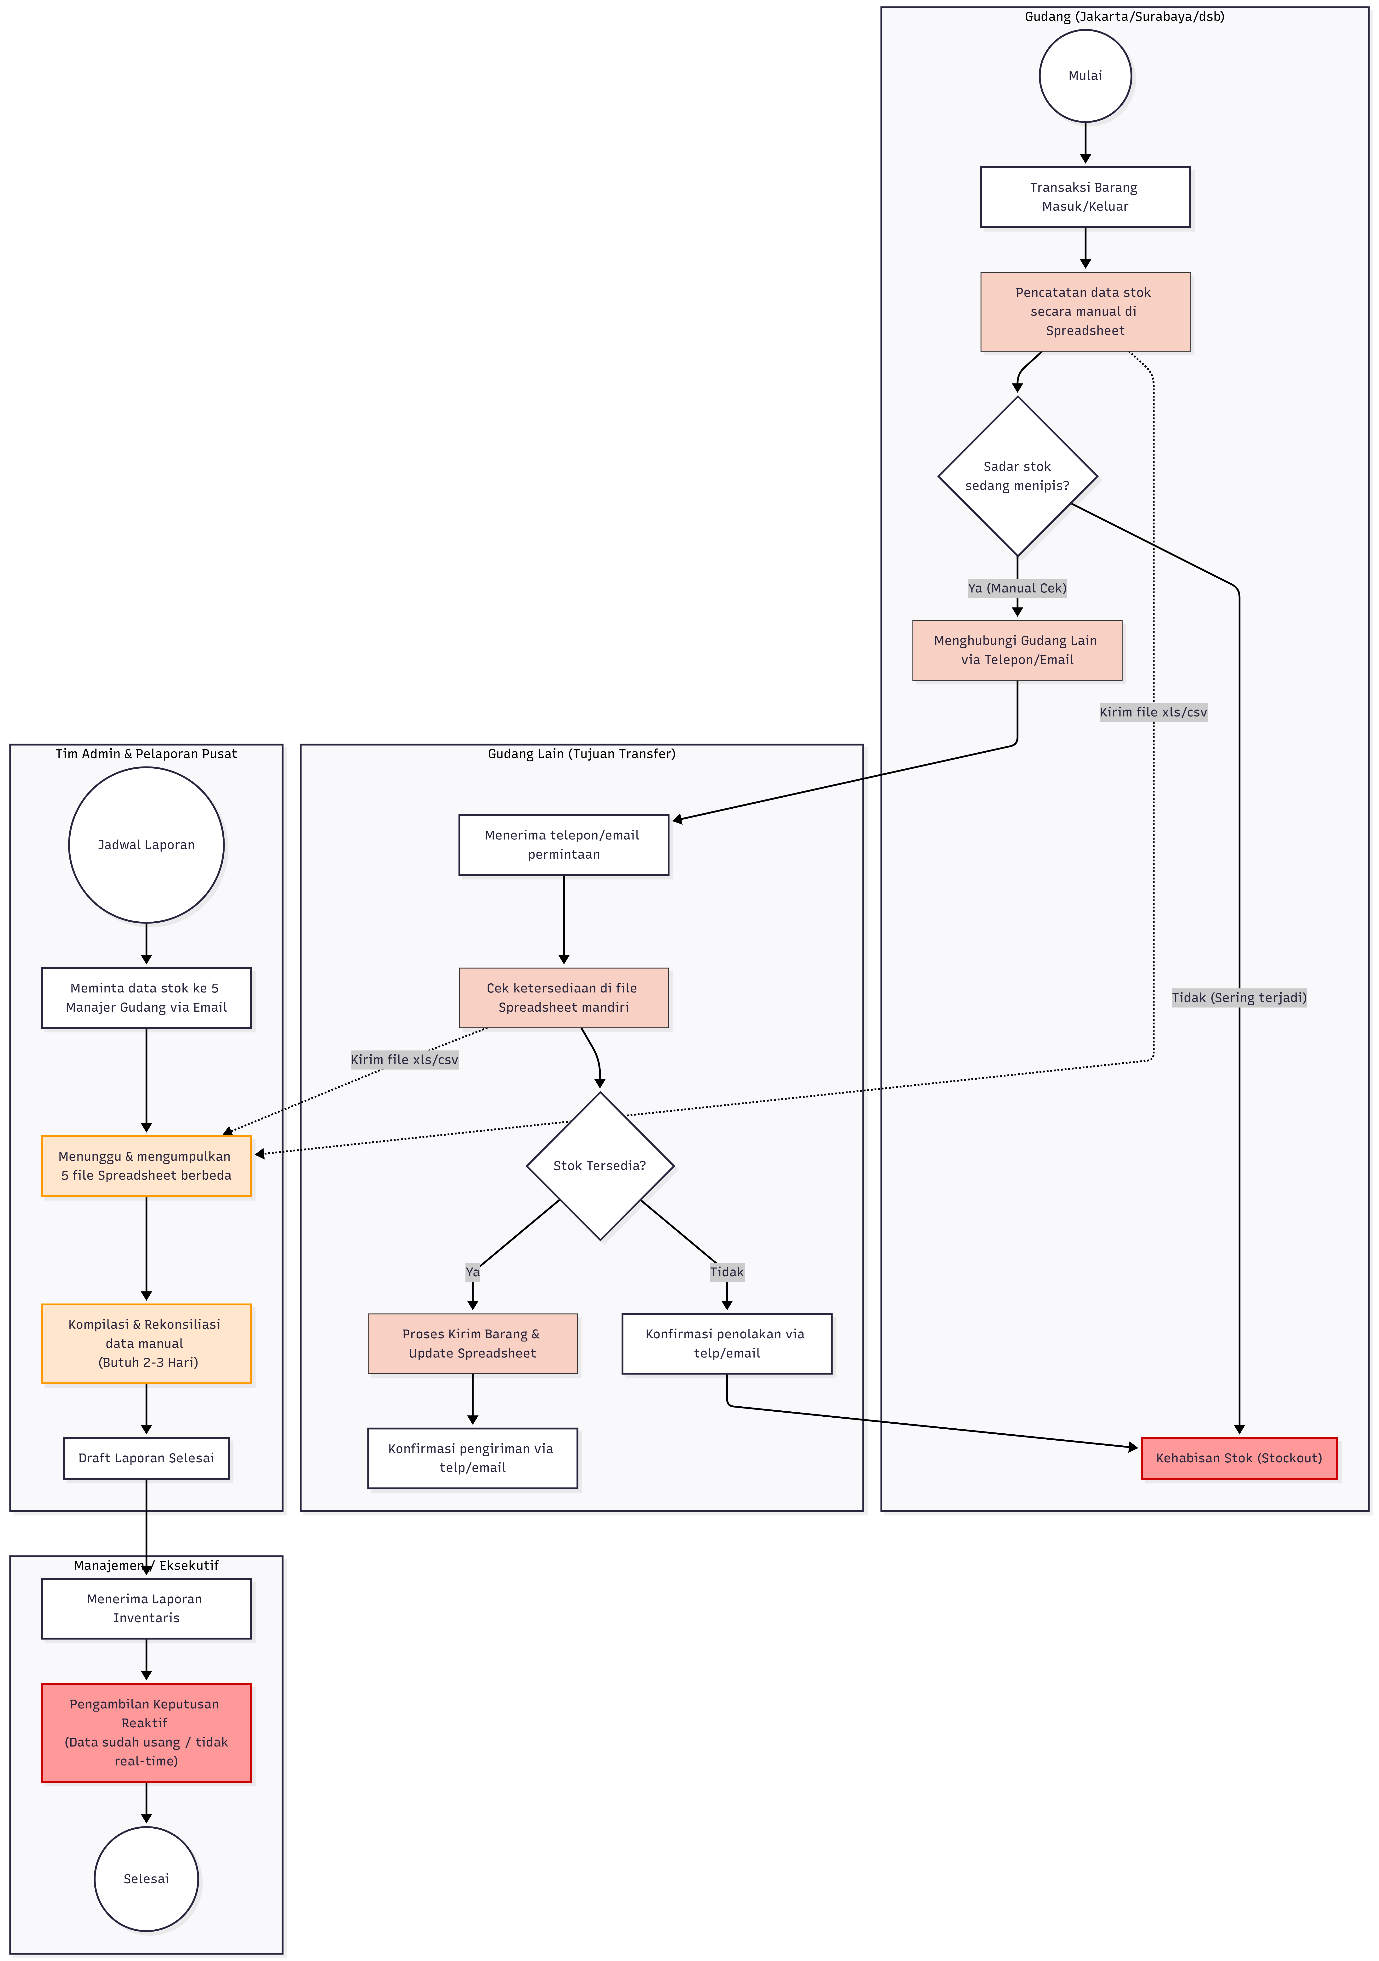 Gudang (Jakarta/Surabaya/dsb)
Mulai
Transaksi Barang
Masuk/Keluar
Pencatatan data stok
secara manual di
Spreadsheet
Sadar stok
sedang menipis?
Ya (Manual Cek)
Menghubungi Gudang Lain
via Telepon/Email
Kirim file xls/csv
Tidak (Sering terjadi)
Kehabisan Stok (Stockout)
Gudang Lain (Tujuan Transfer)
Menerima telepon/email
permintaan
Cek ketersediaan di file
Spreadsheet mandiri
Kirim file xls/csv
Stok Tersedia?
Ya
Tidak
Proses Kirim Barang &
Update Spreadsheet
Konfirmasi penolakan via
telp/email
Konfirmasi pengiriman via
telp/email
Tim Admin & Pelaporan Pusat
Jadwal Laporan
Meminta data stok ke 5
Manajer Gudang via Email
Menunggu & mengumpulkan
5 file Spreadsheet berbeda
Kompilasi & Rekonsiliasi
data manual
(Butuh 2-3 Hari)
Draft Laporan Selesai
Manajemen / Eksekutif
Menerima Laporan
Inventaris
Pengambilan Keputusan
Reaktif
(Data sudah usang / tidak
real-time)
Selesai